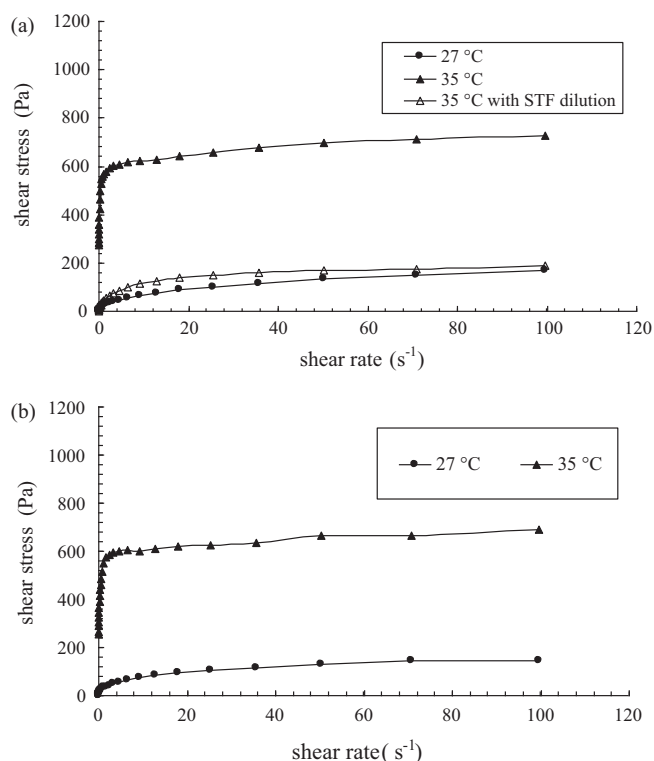 (a)
1200
27 °C
35 °C
35 °C with STF dilution
1000
800
600
400
200
0
shear stress (Pa)
0 20 40 60 80 100 120
shear rate (s-1)
(b)
1200
27 °C 35 °C
1000
800
600
400
200
0
shear stress (Pa)
0 20 40 60 80 100 120
shear rate( s-1)